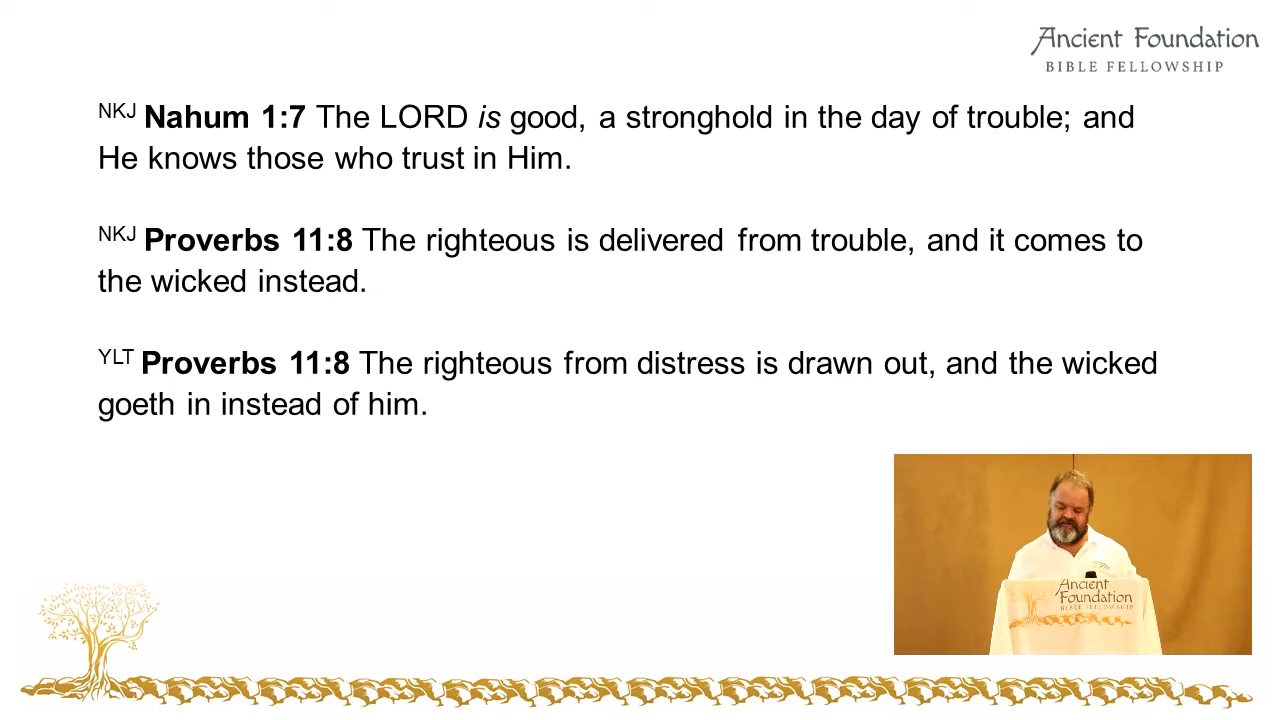 Ancient Foundation
BIBLE FELLOWSHIP
NKJ Nahum 1:7 The LORD is good, a stronghold in the day of trouble; and
He knows those who trust in Him.
NKJ Proverbs 11:8 The righteous is delivered from trouble, and it comes to
the wicked instead.
YLT Proverbs 11:8 The righteous from distress is drawn out, and the wicked
goeth in instead of him.
Ancient
Foundation
BIBLE FELLOWSHIP